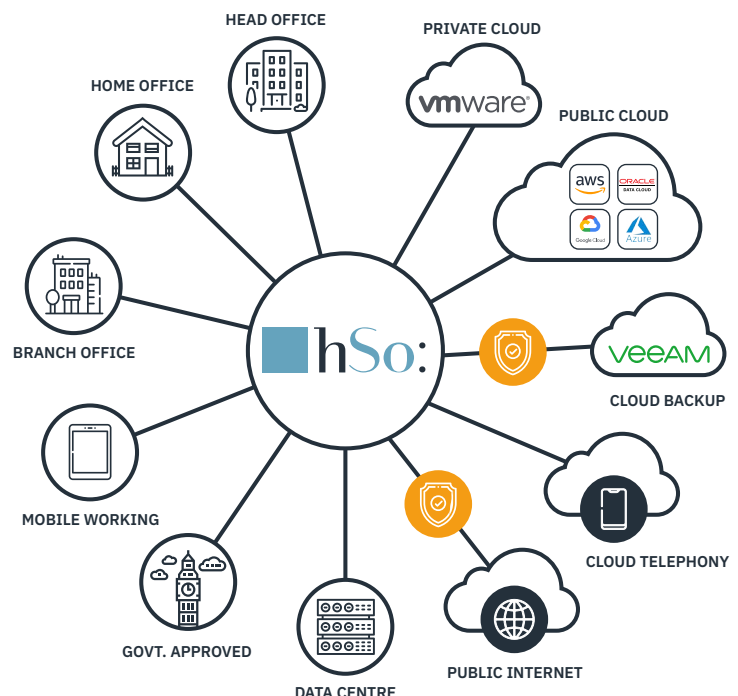 HEAD OFFICE
PRIVATE CLOUD
vmware®
HOME OFFICE
PUBLIC CLOUD
aws
ORACLE
DATA CLOUD
Google Cloud
Azure
BRANCH OFFICE
hSo:
veeam
CLOUD BACKUP
MOBILE WORKING
CLOUD TELEPHONY
GOVT. APPROVED
PUBLIC INTERNET
DATA CENTRE